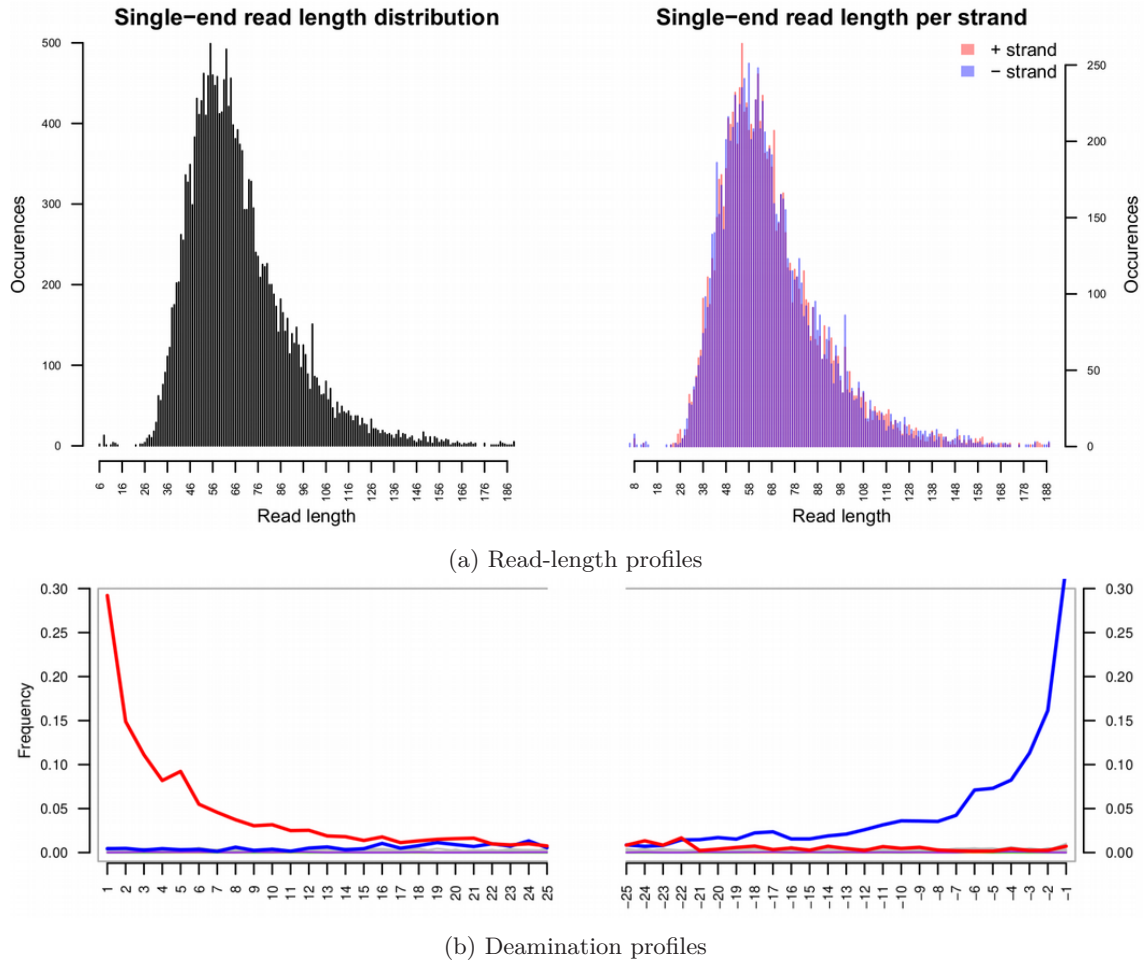 Single−end read length distribution
Single−end read length per strand
+ strand
− strand
Occurences
500
400
300
200
100
0
6 16 26 36 46 56 66 76 86 96 106 116 126 136 146 156 166 176 186
Read length
250
200
150
100
50
0
Occurences
8 18 28 38 48 58 68 78 88 98 108 118 128 138 148 158 168 178 188
Read length
(a) Read-length profiles
Frequency
0.30
0.25
0.20
0.15
0.10
0.05
0.00
1 2 3 4 5 6 7 8 9 10 11 12 13 14 15 16 17 18 19 20 21 22 23 24 25
0.30
0.25
0.20
0.15
0.10
0.05
0.00
−25 −24 −23 −22 −21 −20 −19 −18 −17 −16 −15 −14 −13 −12 −11 −10 −9 −8 −7 −6 −5 −4 −3 −2 −1
(b) Deamination profiles